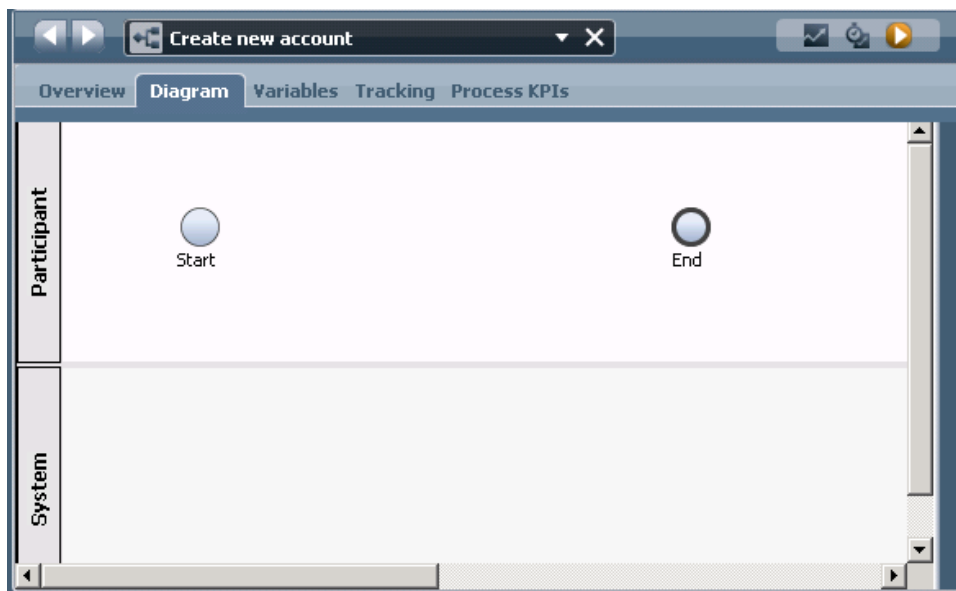 Create new account
Overview Diagram Variables Tracking Process KPIs
Participant
Start
End
System